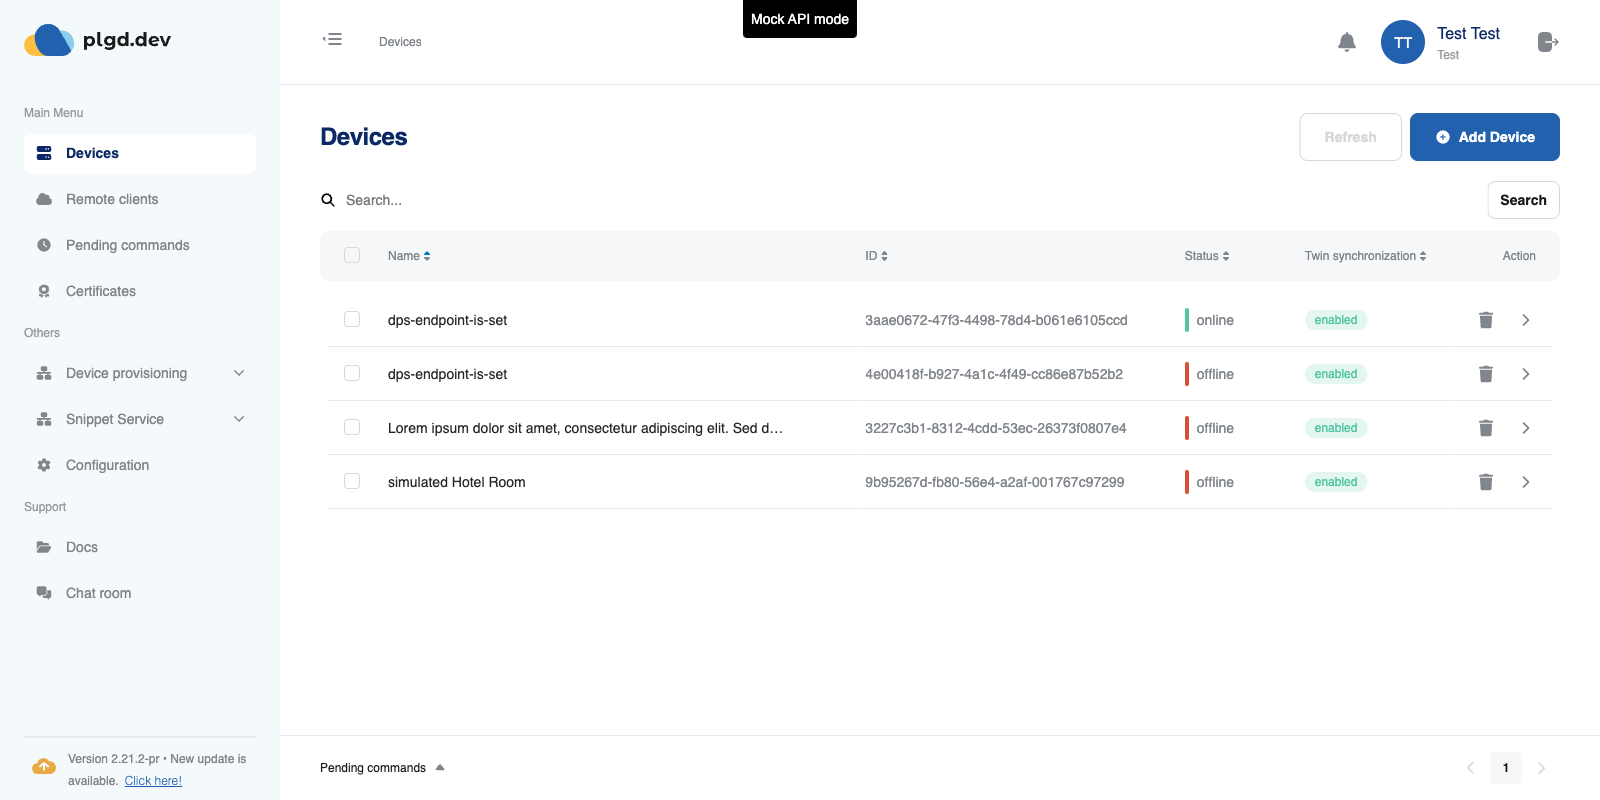 Mock API mode
plgd.dev
Devices
TT
Test Test
Test
Main Menu
Devices
Remote clients
Pending commands
Certificates
Others
Device provisioning
Snippet Service
Configuration
Support
Docs
Chat room
Version 2.21.2-pr • New update is
available. Click here!
Devices
Refresh
Add Device
Search...
Search
Name ID Status Twin synchronization Action
dps-endpoint-is-set 3aae0672-47f3-4498-78d4-b061e6105ccd online enabled
dps-endpoint-is-set 4e00418f-b927-4a1c-4f49-cc86e87b52b2 offline enabled
Lorem ipsum dolor sit amet, consectetur adipiscing elit. Sed d… 3227c3b1-8312-4cdd-53ec-26373f0807e4 offline enabled
simulated Hotel Room 9b95267d-fb80-56e4-a2af-001767c97299 offline enabled
Pending commands
1